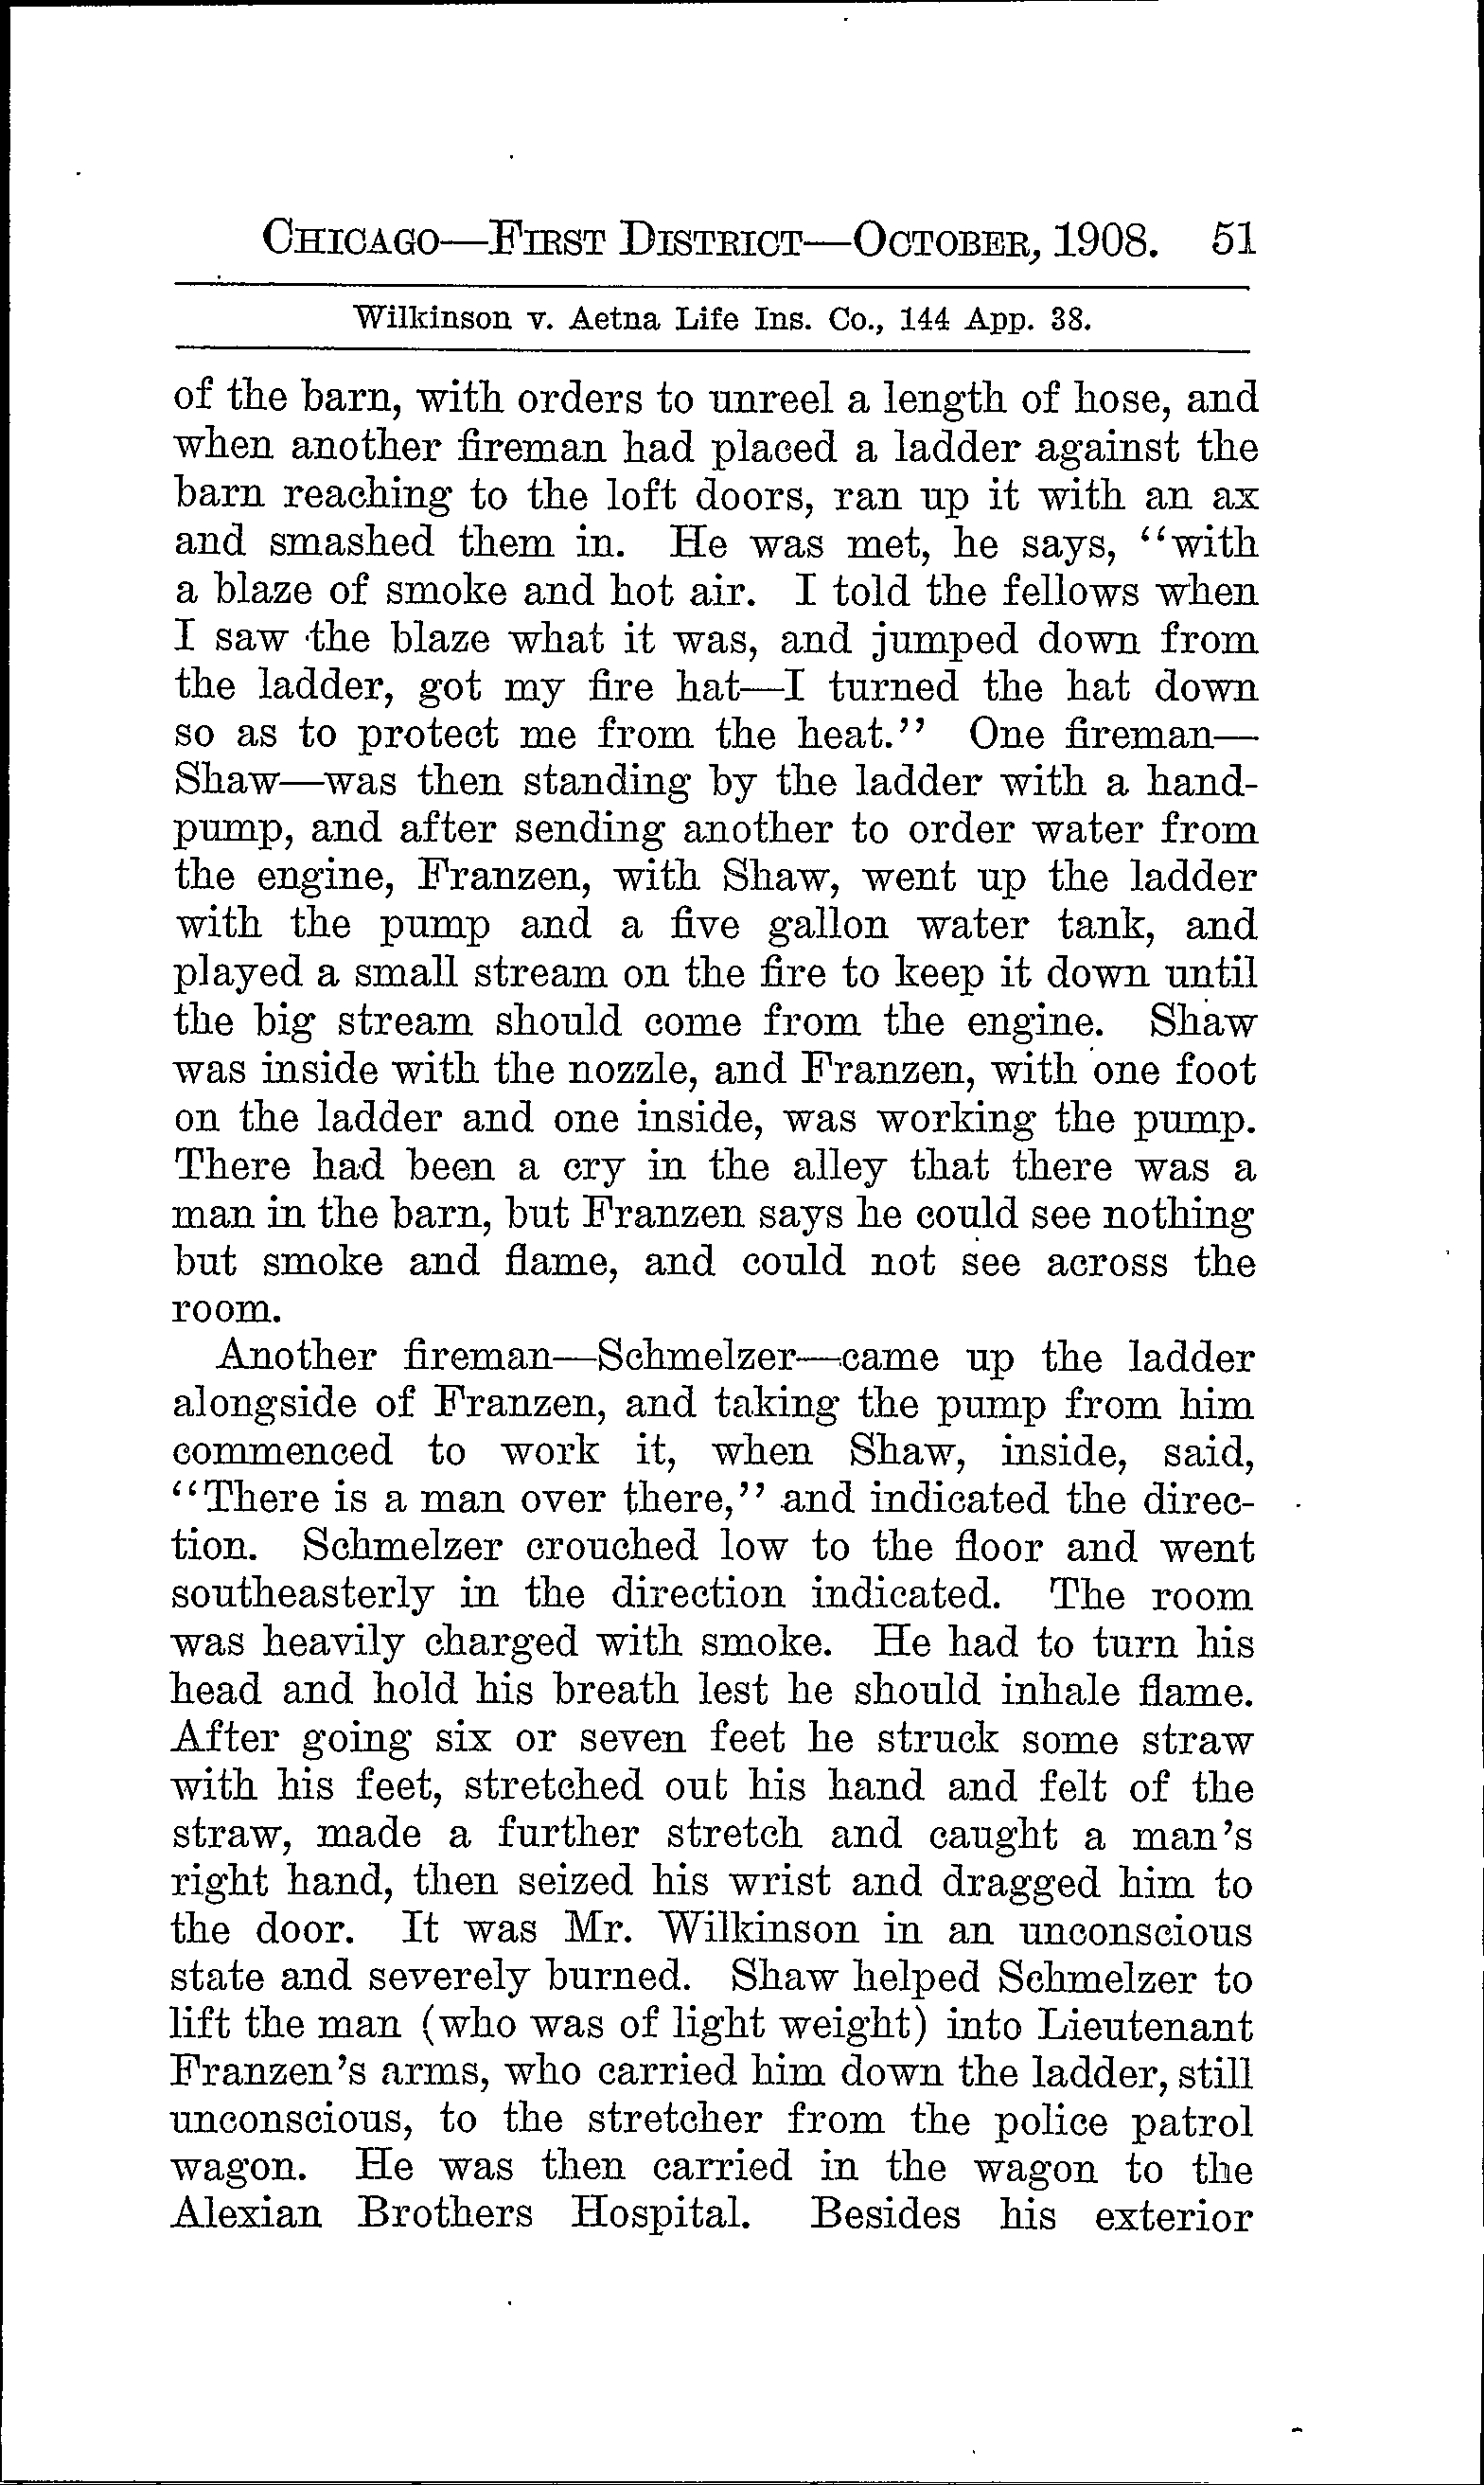 CHICAGO—FIRST DISTRICT—OCTOBER, 1908. 51
Wilkinson v. Aetna Life Ins. Co., 144 App. 38.
of the barn, with orders to unreel a length of hose, and
when another fireman had placed a ladder against the
barn reaching to the loft doors, ran up it with an ax
and smashed them in. He was met, he says, "with
a blaze of smoke and hot air. I told the fellows when
I saw the blaze what it was, and jumped down from
the ladder, got my fire hat—I turned the hat down
so as to protect me from the heat." One fireman—
Shaw—was then standing by the ladder with a hand-
pump, and after sending another to order water from
the engine, Franzen, with Shaw, went up the ladder
with the pump and a five gallon water tank, and
played a small stream on the fire to keep it down until
the big stream should come from the engine. Shaw
was inside with the nozzle, and Franzen, with one foot
on the ladder and one inside, was working the pump.
There had been a cry in the alley that there was a
man in the barn, but Franzen says he could see nothing
but smoke and flame, and could not see across the
room.
Another fireman—Schmelzer—came up the ladder
alongside of Franzen, and taking the pump from him
commenced to work it, when Shaw, inside, said,
"There is a man over there," and indicated the direc-
tion. Schmelzer crouched low to the floor and went
southeasterly in the direction indicated. The room
was heavily charged with smoke. He had to turn his
head and hold his breath lest he should inhale flame.
After going six or seven feet he struck some straw
with his feet, stretched out his hand and felt of the
straw, made a further stretch and caught a man's
right hand, then seized his wrist and dragged him to
the door. It was Mr. Wilkinson in an unconscious
state and severely burned. Shaw helped Schmelzer to
lift the man (who was of light weight) into Lieutenant
Franzen's arms, who carried him down the ladder, still
unconscious, to the stretcher from the police patrol
wagon. He was then carried in the wagon to the
Alexian Brothers Hospital. Besides his exterior